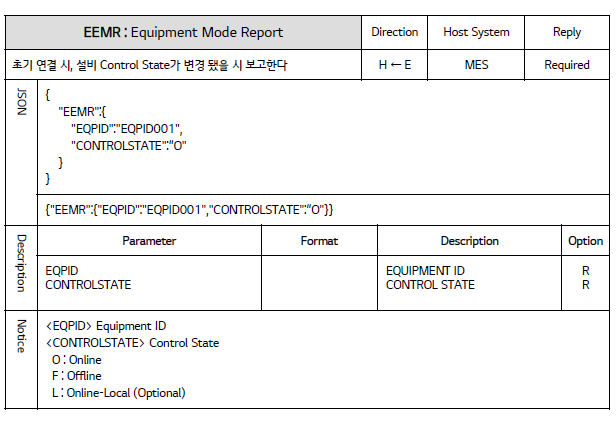 EEMR : Equipment Mode Report Direction Host System Reply
초기 연결 시, 설비 Control State가 변경 됐을 시 보고한다 H ← E MES Required
JSON
{
"EEMR":{
"EQPID":"EQPID001",
"CONTROLSTATE":"O"
}
}
{"EEMR":{"EQPID":"EQPID001","CONTROLSTATE":"O"}}
Description
Parameter Format Description Option
EQPID EQUIPMENT ID R
CONTROLSTATE CONTROL STATE R
Notice
<EQPID> Equipment ID
<CONTROLSTATE> Control State
O : Online
F : Offline
L : Online-Local (Optional)